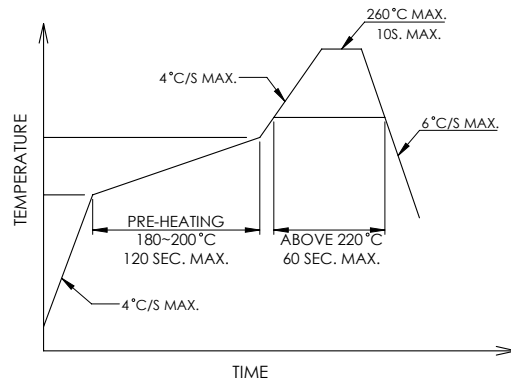 260°C MAX.
10S. MAX.
4°C/S MAX.
6°C/S MAX.
TEMPERATURE
PRE-HEATING
180~200°C
120 SEC. MAX.
ABOVE 220°C
60 SEC. MAX.
4°C/S MAX.
TIME